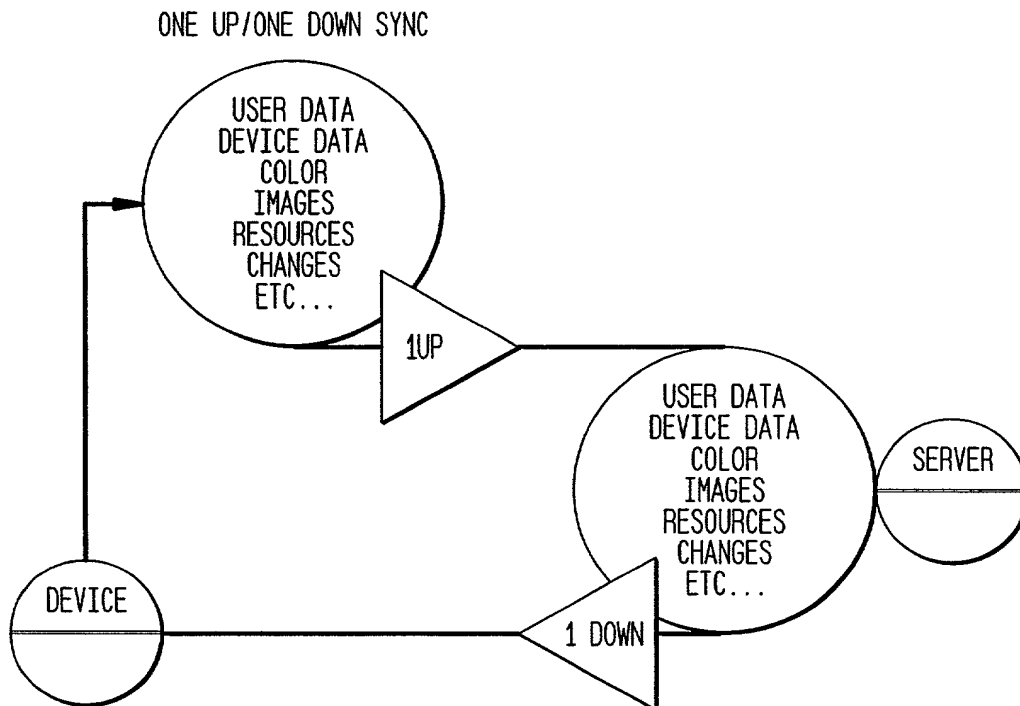 ONE UP/ONE DOWN SYNC
USER DATA
DEVICE DATA
COLOR
IMAGES
RESOURCES
CHANGES
ETC...
1UP
USER DATA
DEVICE DATA
COLOR
IMAGES
RESOURCES
CHANGES
ETC...
SERVER
DEVICE
1 DOWN